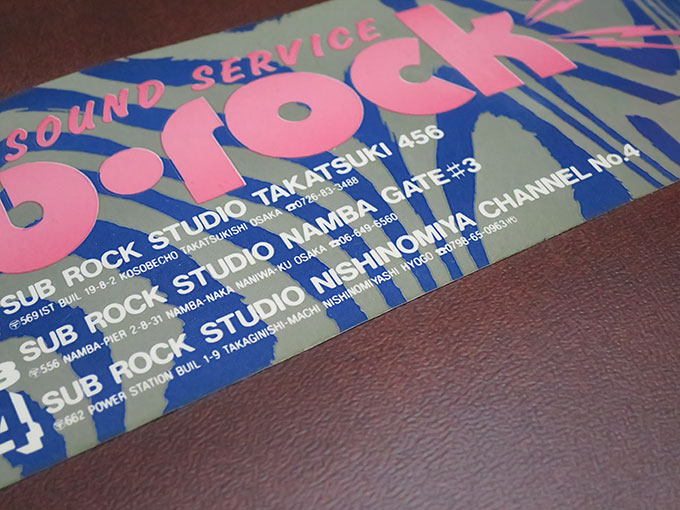 SOUND SERVICE
b·rock
SUB ROCK STUDIO TAKATSUKI 456
〒569 IST BUIL 19-8-2 KOSOBECHO TAKATSUKISHI OSAKA ☎0726-83-3488
SUB ROCK STUDIO NAMBA GATE#3
〒556 NAMBA-PIER 2-8-31 NAMBA-NAKA NANIWA-KU OSAKA ☎06-649-6560
4 SUB ROCK STUDIO NISHINOMIYA CHANNEL No.4
〒662 POWER STATION BUIL 1-9 TAKAGINISHI-MACHI NISHINOMIYASHI HYOGO ☎0798-65-0963